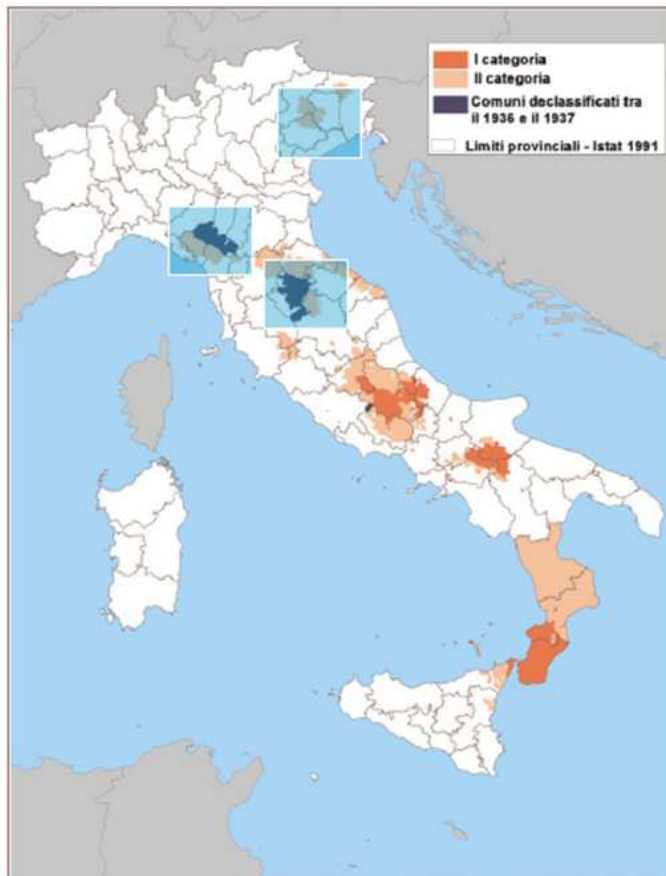 I categoria
II categoria
Comuni declassificati tra
il 1936 e il 1937
Limiti provinciali - Istat 1991